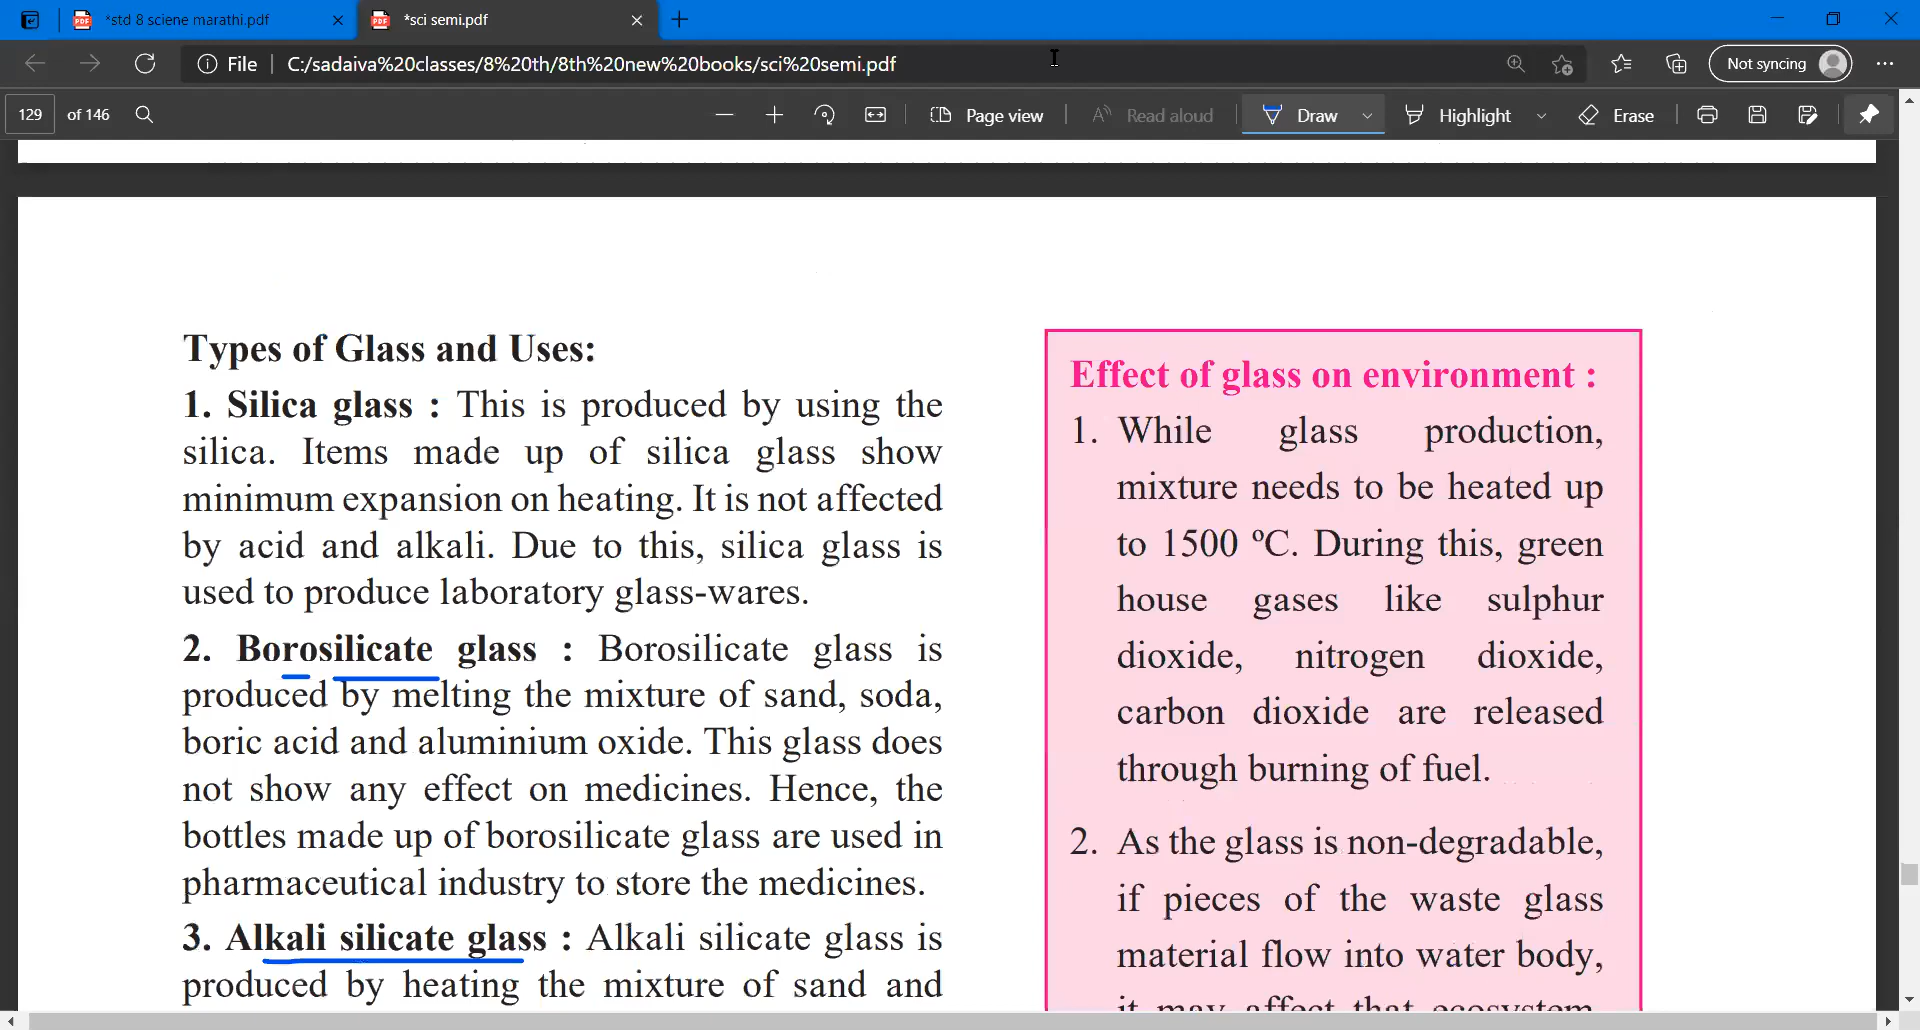 *std 8 sciene marathi.pdf
*sci semi.pdf
File
C:/sadaiva%20classes/8%20th/8th%20new%20books/sci%20semi.pdf
Not syncing
129 of 146
Page view
Read aloud
Draw
Highlight
Erase
Types of Glass and Uses:
1. Silica glass : This is produced by using the
silica. Items made up of silica glass show
minimum expansion on heating. It is not affected
by acid and alkali. Due to this, silica glass is
used to produce laboratory glass-wares.
2. Borosilicate glass : Borosilicate glass is
produced by melting the mixture of sand, soda,
boric acid and aluminium oxide. This glass does
not show any effect on medicines. Hence, the
bottles made up of borosilicate glass are used in
pharmaceutical industry to store the medicines.
3. Alkali silicate glass : Alkali silicate glass is
produced by heating the mixture of sand and
Effect of glass on environment :
1. While glass production,
mixture needs to be heated up
to 1500 ºC. During this, green
house gases like sulphur
dioxide, nitrogen dioxide,
carbon dioxide are released
through burning of fuel.
2. As the glass is non-degradable,
if pieces of the waste glass
material flow into water body,
it may affect that ecosystem